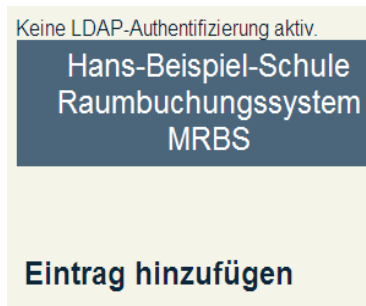 Keine LDAP-Authentifizierung aktiv.
Hans-Beispiel-Schule
Raumbuchungssystem
MRBS
Eintrag hinzufügen